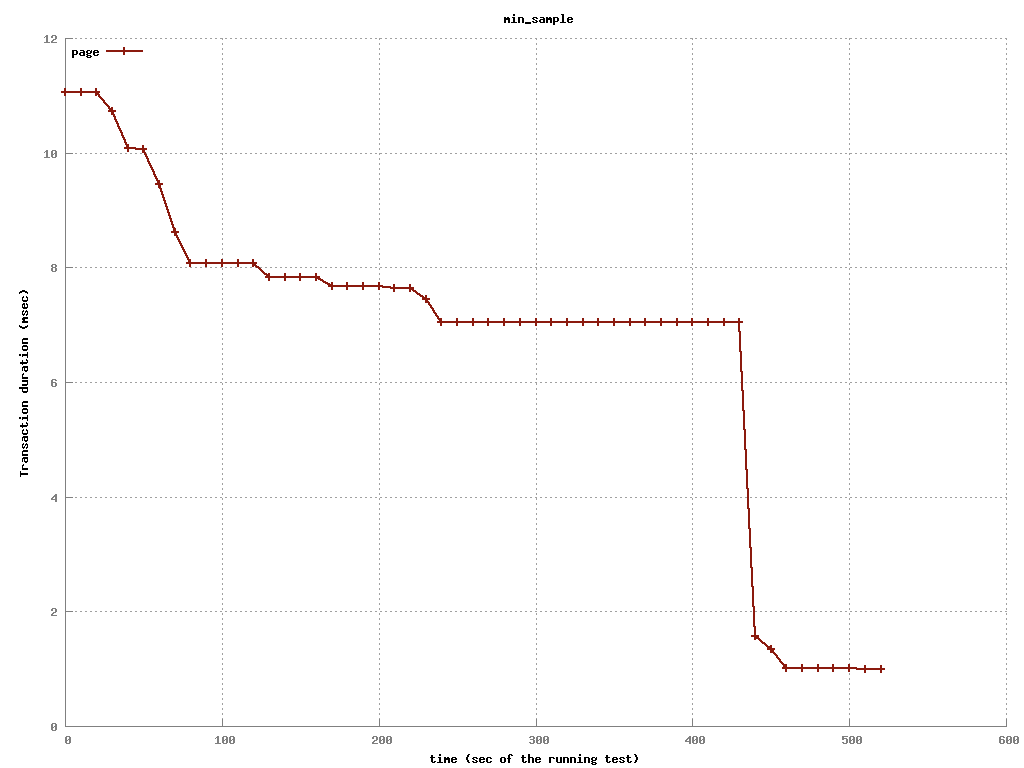 min_sample
12
page
10
8
6
4
2
0
Transaction duration (msec)
0 100 200 300 400 500 600
time (sec of the running test)